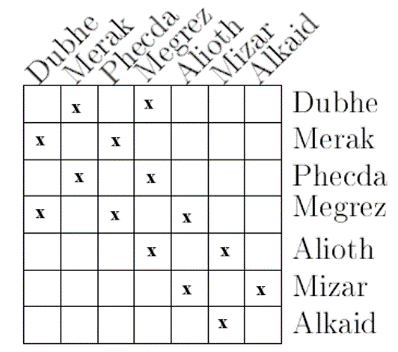 Dubhe Merak Phecda Megrez Alioth Mizar Alkaid
x x Dubhe
x x Merak
x x Phecda
x x x Megrez
x x Alioth
x x Mizar
x Alkaid